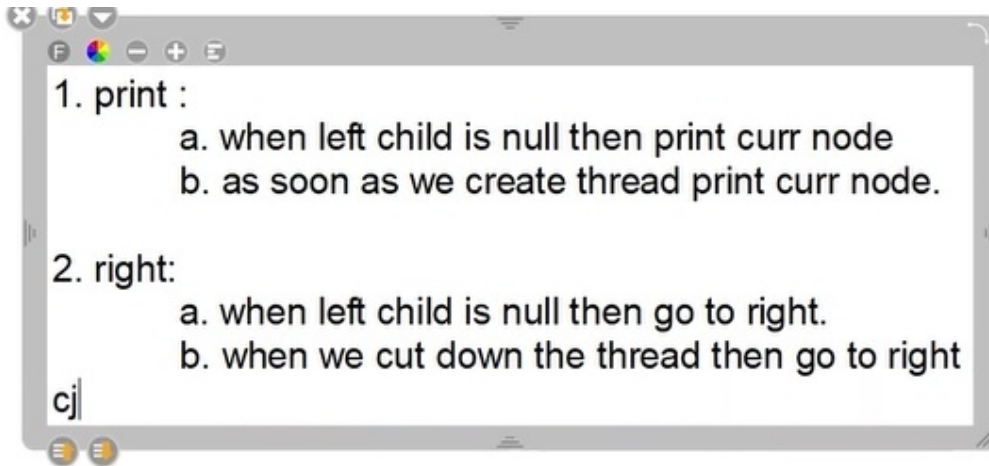 F
1. print :
a. when left child is null then print curr node
b. as soon as we create thread print curr node.
2. right:
a. when left child is null then go to right.
b. when we cut down the thread then go to right
cj